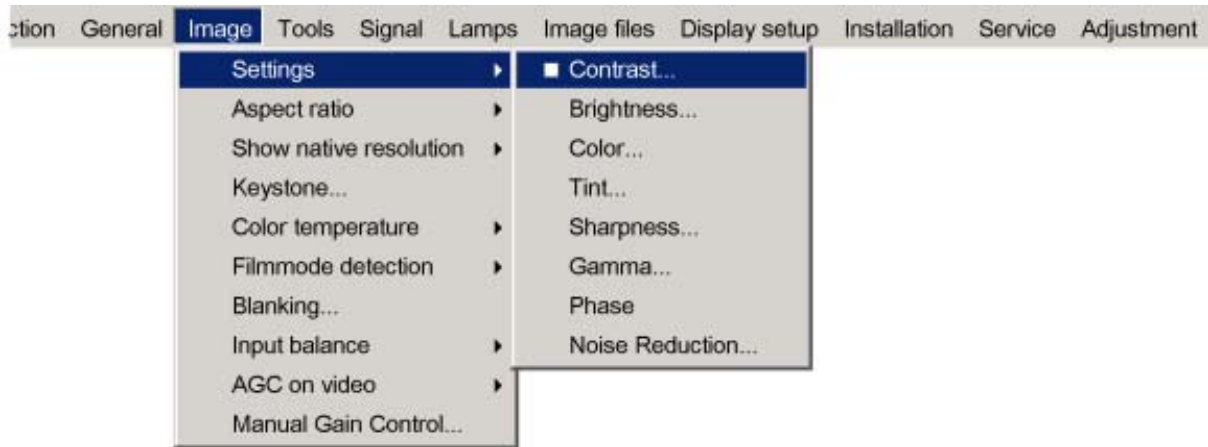 ction General Image Tools Signal Lamps Image files Display setup Installation Service Adjustment
Settings
Aspect ratio
Show native resolution
Keystone...
Color temperature
Filmmode detection
Blanking...
Input balance
AGC on video
Manual Gain Control...
Contrast...
Brightness...
Color...
Tint...
Sharpness...
Gamma...
Phase
Noise Reduction...